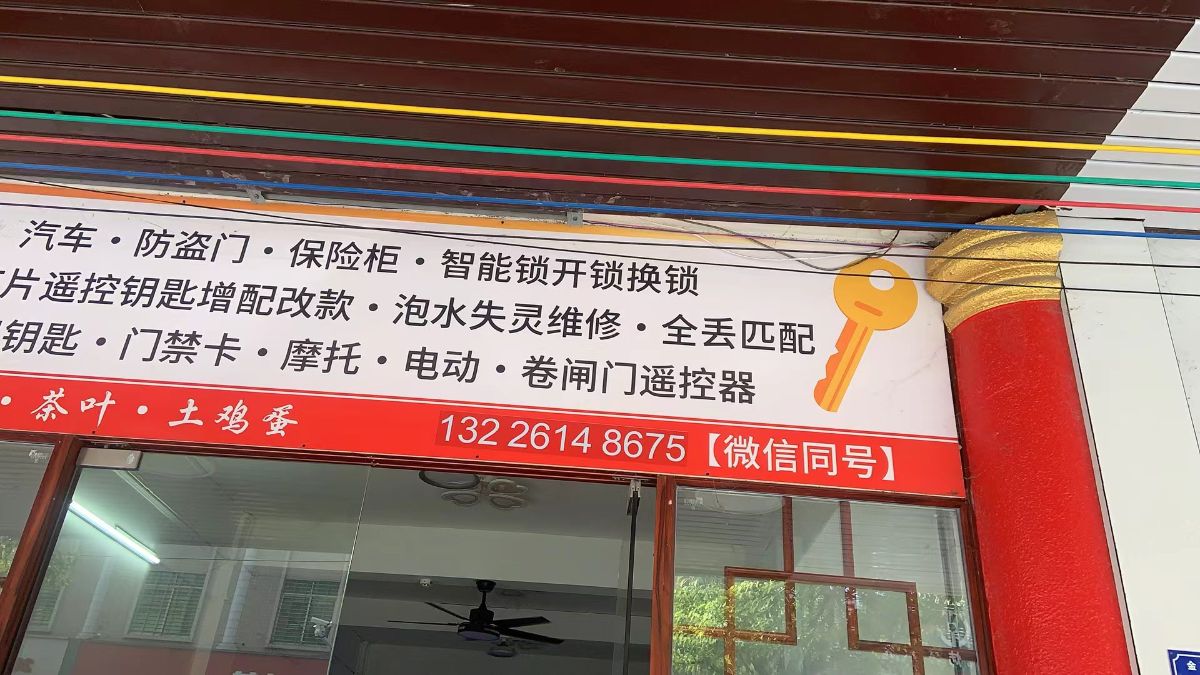 汽车·防盗门·保险柜·智能锁开锁换锁
片遥控钥匙增配改款·泡水失灵维修·全丢匹配
钥匙·门禁卡·摩托·电动·卷闸门遥控器
·茶叶·土鸡蛋 132 2614 8675【微信同号】
金